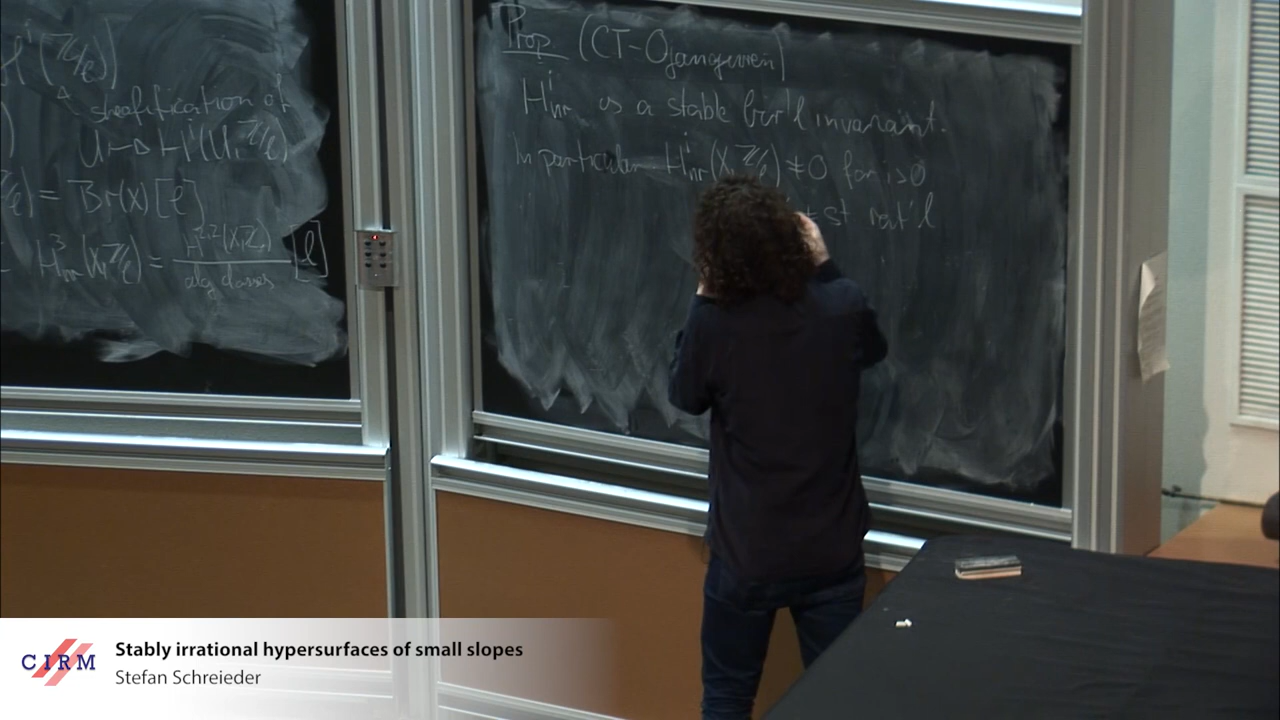 H^i(ℤ/ℓ)
sheafification of
U ↦ H^i(U, ℤ/ℓ)
= Br(X)[ℓ]
H^3_nr(X, ℤ/ℓ) = H^{2,2}(X, ℤ) / alg classes [ℓ]
Prop (CT-Ojanguren)
H^i_nr is a stable bir'l invariant.
In particular H^i_nr(X, ℤ/ℓ) ≠ 0 for i>0
st rat'l
CIRM
Stably irrational hypersurfaces of small slopes
Stefan Schreieder